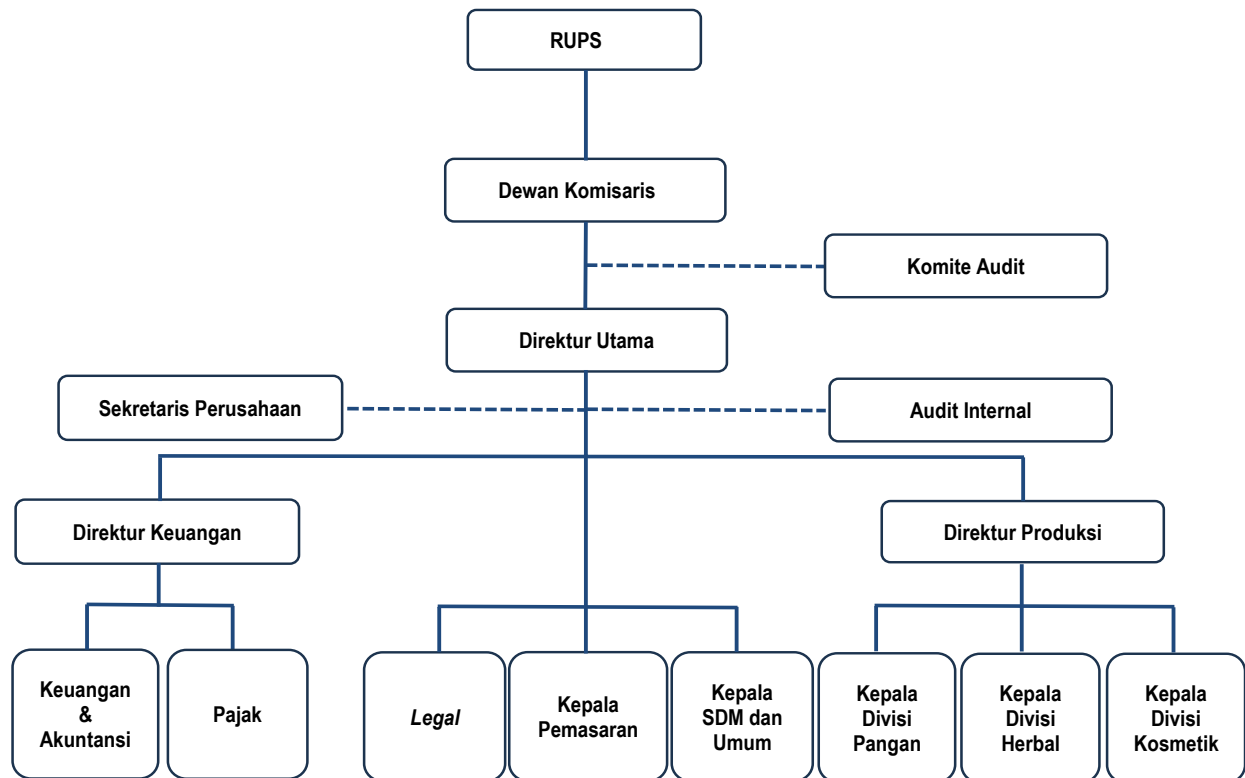 RUPS
Dewan Komisaris
Komite Audit
Direktur Utama
Sekretaris Perusahaan
Audit Internal
Direktur Keuangan
Direktur Produksi
Keuangan
&
Akuntansi
Pajak
Legal
Kepala
Pemasaran
Kepala
SDM dan
Umum
Kepala
Divisi
Pangan
Kepala
Divisi
Herbal
Kepala
Divisi
Kosmetik